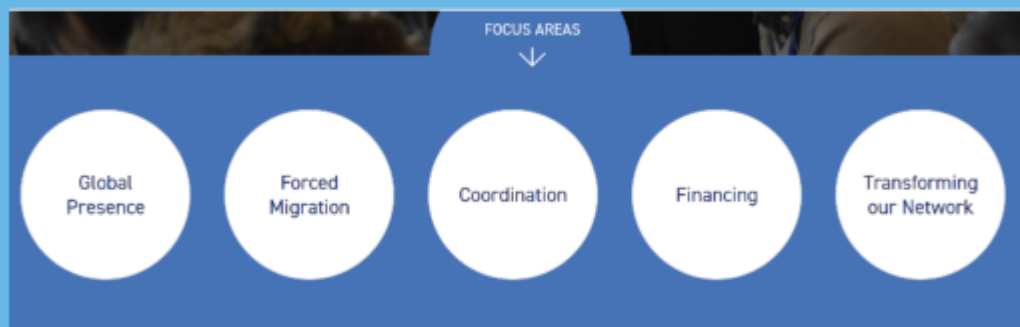 FOCUS AREAS
Global
Presence
Forced
Migration
Coordination
Financing
Transforming
our Network